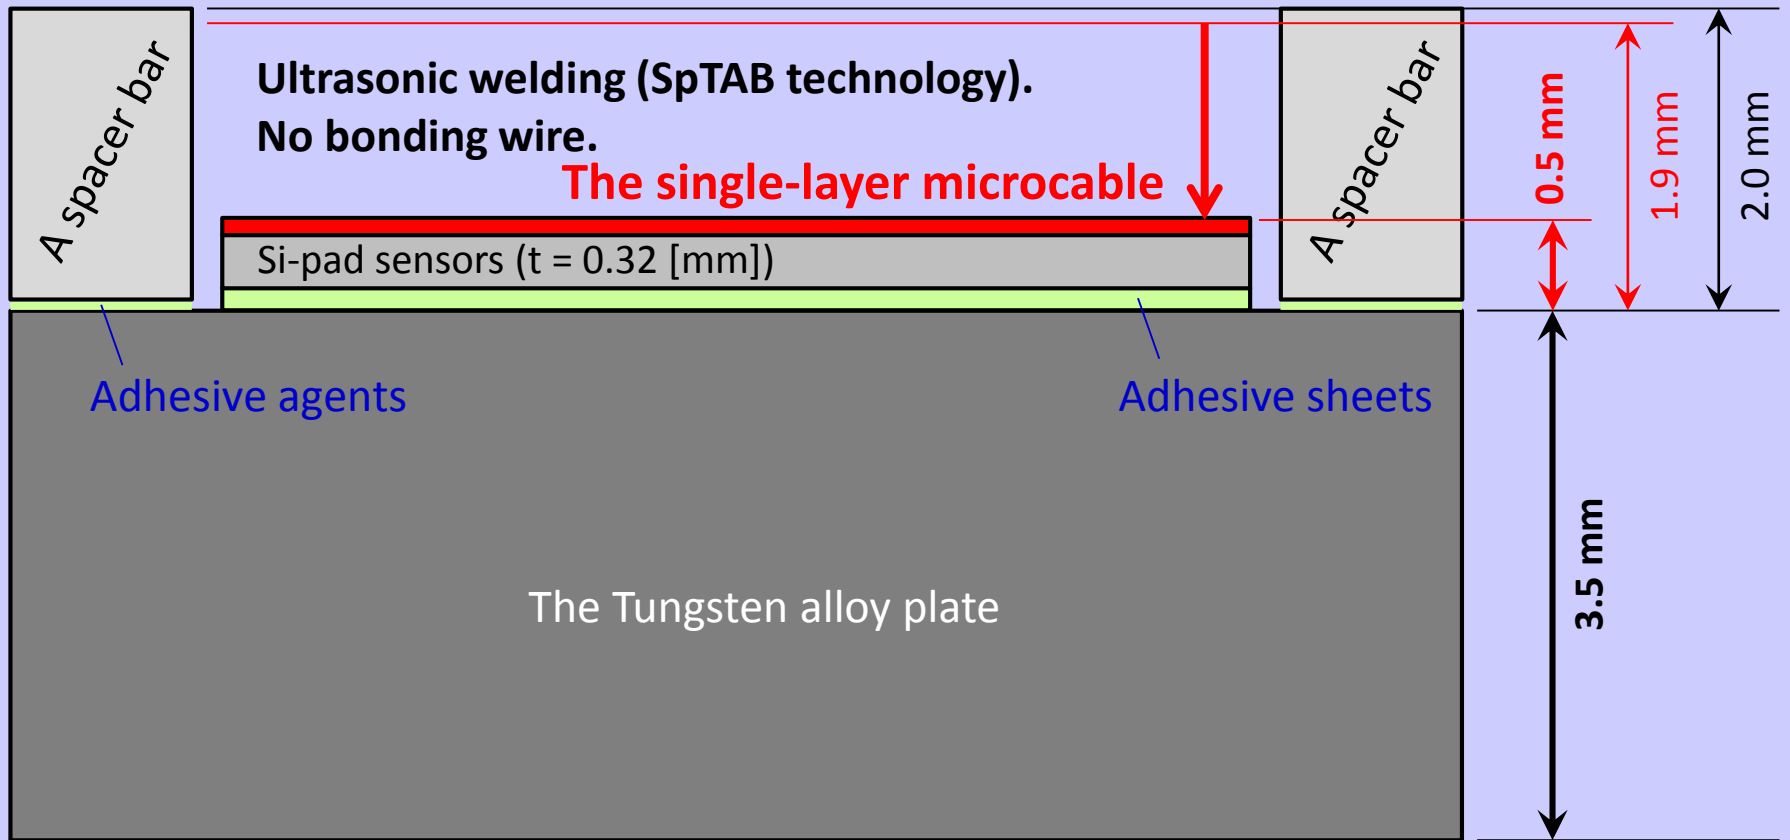 A spacer bar
Ultrasonic welding (SpTAB technology).
No bonding wire.
The single-layer microcable
A spacer bar
0.5 mm
1.9 mm
2.0 mm
Si-pad sensors (t = 0.32 [mm])
Adhesive agents
Adhesive sheets
The Tungsten alloy plate
3.5 mm